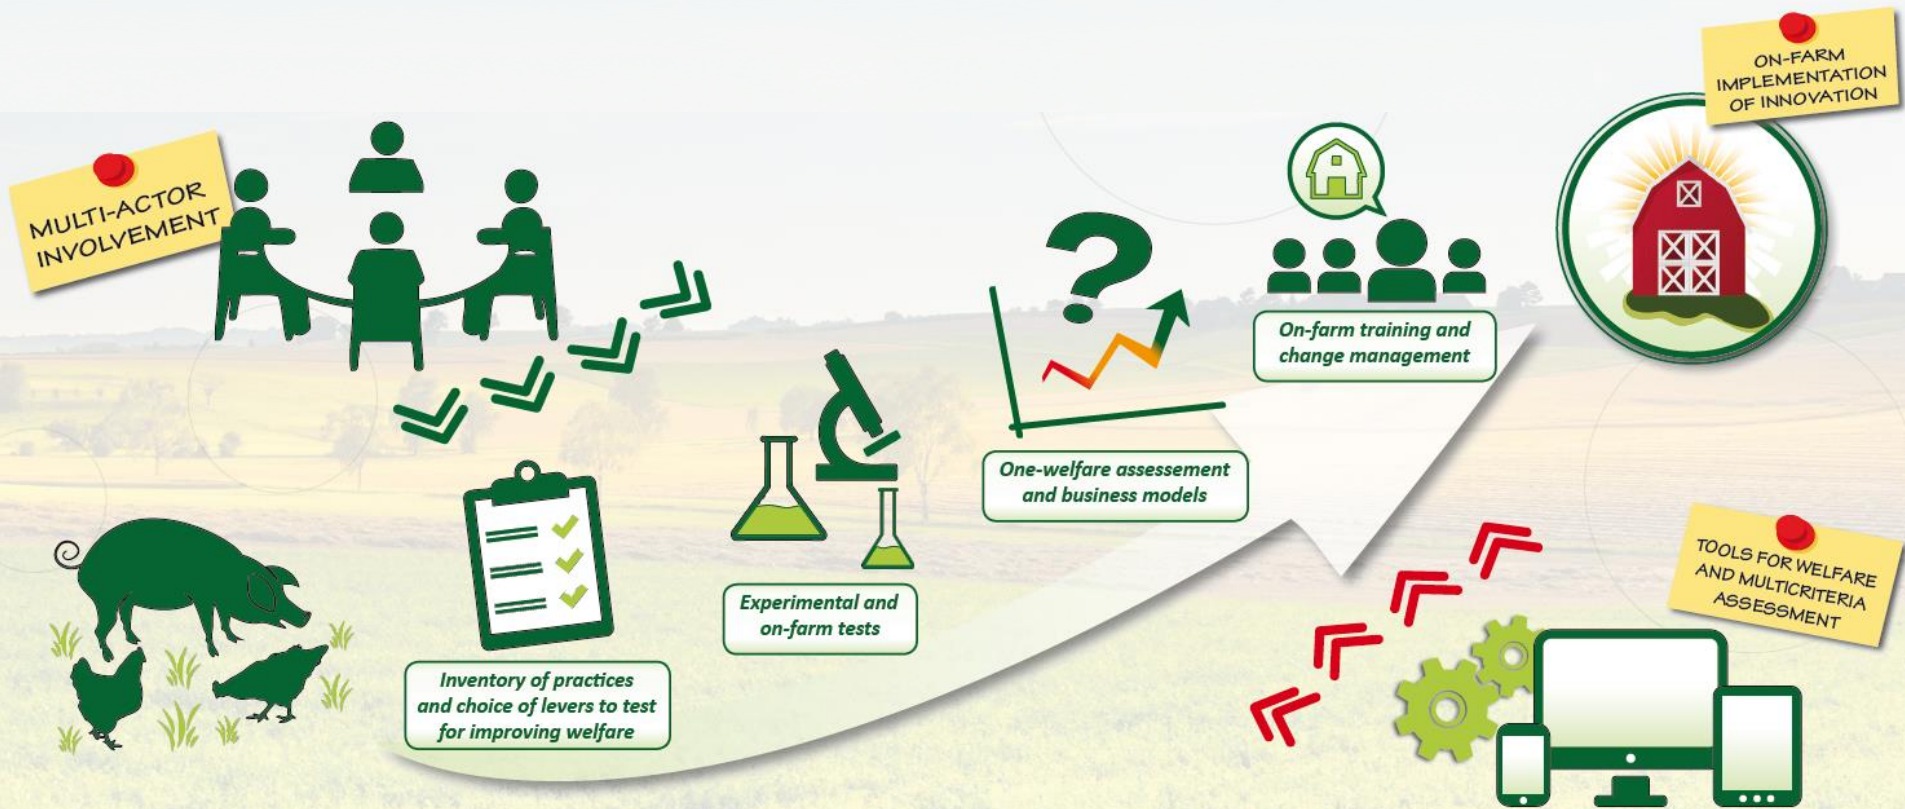 MULTI-ACTOR
INVOLVEMENT
Inventory of practices
and choice of levers to test
for improving welfare
Experimental and
on-farm tests
One-welfare assessement
and business models
On-farm training and
change management
ON-FARM
IMPLEMENTATION
OF INNOVATION
TOOLS FOR WELFARE
AND MULTICRITERIA
ASSESSMENT